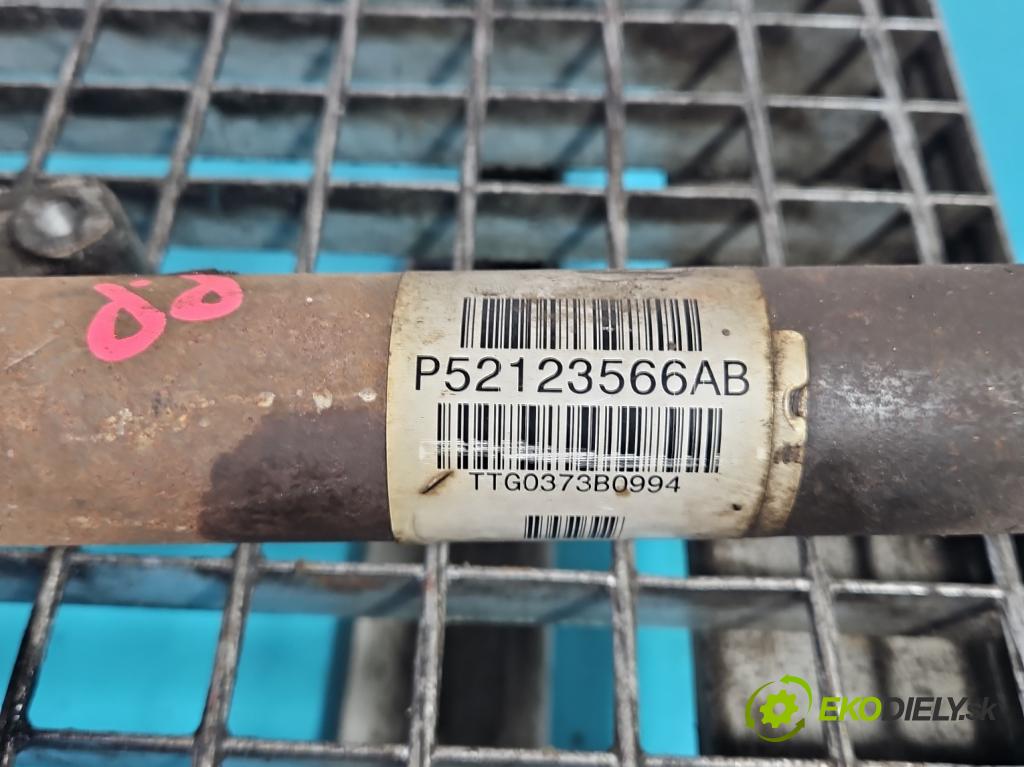 P.P
P52123566AB
TTG0373B0994
EKODIELY.sk